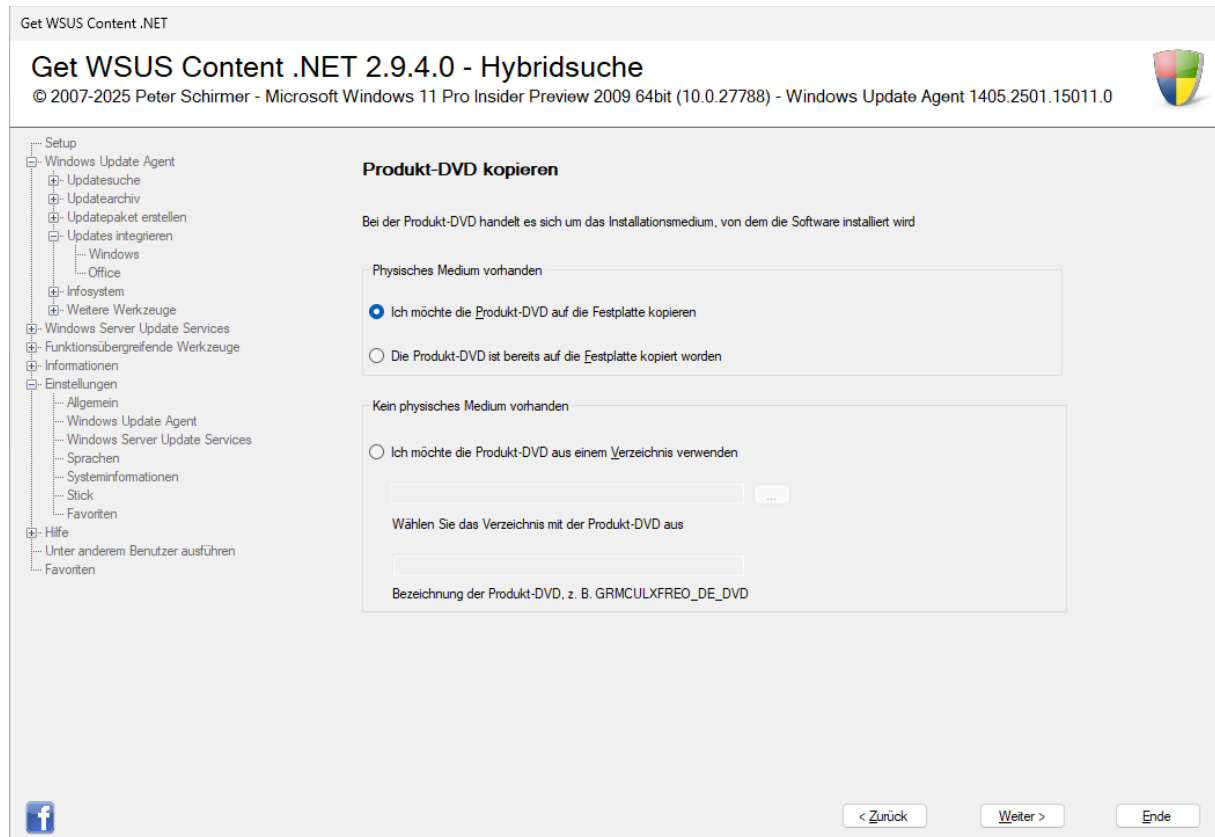 Get WSUS Content .NET
Get WSUS Content .NET 2.9.4.0 - Hybridsuche
© 2007-2025 Peter Schirmer - Microsoft Windows 11 Pro Insider Preview 2009 64bit (10.0.27788) - Windows Update Agent 1405.2501.15011.0
Setup
Windows Update Agent
Updatesuche
Updatearchiv
Updatepaket erstellen
Updates integrieren
Windows
Office
Infosystem
Weitere Werkzeuge
Windows Server Update Services
Funktionsübergreifende Werkzeuge
Informationen
Einstellungen
Allgemein
Windows Update Agent
Windows Server Update Services
Sprachen
Systeminformationen
Stick
Favoriten
Hilfe
Unter anderem Benutzer ausführen
Favoriten
Produkt-DVD kopieren
Bei der Produkt-DVD handelt es sich um das Installationsmedium, von dem die Software installiert wird
Physisches Medium vorhanden
Ich möchte die Produkt-DVD auf die Festplatte kopieren
Die Produkt-DVD ist bereits auf die Festplatte kopiert worden
Kein physisches Medium vorhanden
Ich möchte die Produkt-DVD aus einem Verzeichnis verwenden
...
Wählen Sie das Verzeichnis mit der Produkt-DVD aus
Bezeichnung der Produkt-DVD, z. B. GRMCULXFREO_DE_DVD
f
< Zurück
Weiter >
Ende